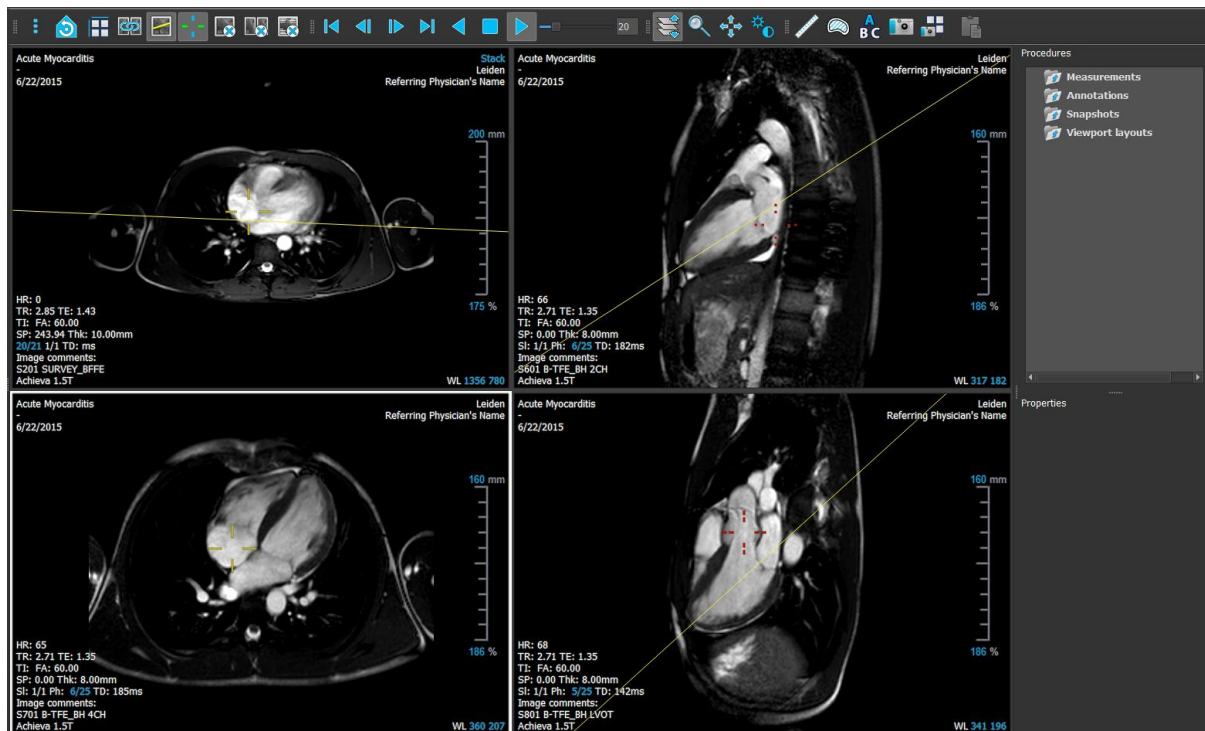 20
A
B C
Acute Myocarditis
-
6/22/2015
Stack
Leiden
Referring Physician's Name
200 mm
175 %
HR: 0
TR: 2.85 TE: 1.43
TI:   FA: 60.00
SP: 243.94 Thk: 10.00mm
20/21 1/1 TD: ms
Image comments:
S201 SURVEY_BFFE
Achieva 1.5T
WL 1356 780
Acute Myocarditis
-
6/22/2015
Leiden
Referring Physician's Name
160 mm
186 %
HR: 66
TR: 2.71 TE: 1.35
TI:   FA: 60.00
SP: 0.00 Thk: 8.00mm
Sl: 1/1 Ph:  6/25 TD: 182ms
Image comments:
S601 B-TFE_BH 2CH
Achieva 1.5T
WL 317 182
Acute Myocarditis
-
6/22/2015
Leiden
Referring Physician's Name
160 mm
186 %
HR: 65
TR: 2.71 TE: 1.35
TI:   FA: 60.00
SP: 0.00 Thk: 8.00mm
Sl: 1/1 Ph:  6/25 TD: 185ms
Image comments:
S701 B-TFE_BH 4CH
Achieva 1.5T
WL 360 207
Acute Myocarditis
-
6/22/2015
Leiden
Referring Physician's Name
160 mm
186 %
HR: 68
TR: 2.71 TE: 1.35
TI:   FA: 60.00
SP: 0.00 Thk: 8.00mm
Sl: 1/1 Ph:  5/25 TD: 142ms
Image comments:
S801 B-TFE_BH LVOT
Achieva 1.5T
WL 341 196
Procedures
Measurements
Annotations
Snapshots
Viewport layouts
Properties